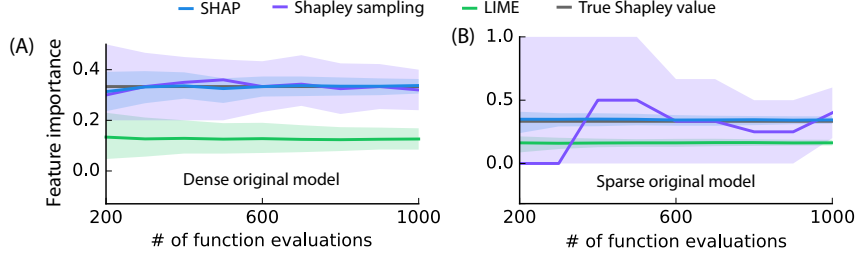 SHAP Shapley sampling LIME True Shapley value
(A)
Feature importance
0.4
0.2
0.0
Dense original model
200 600 1000
# of function evaluations
(B)
1.0
0.5
0.0
Sparse original model
200 600 1000
# of function evaluations